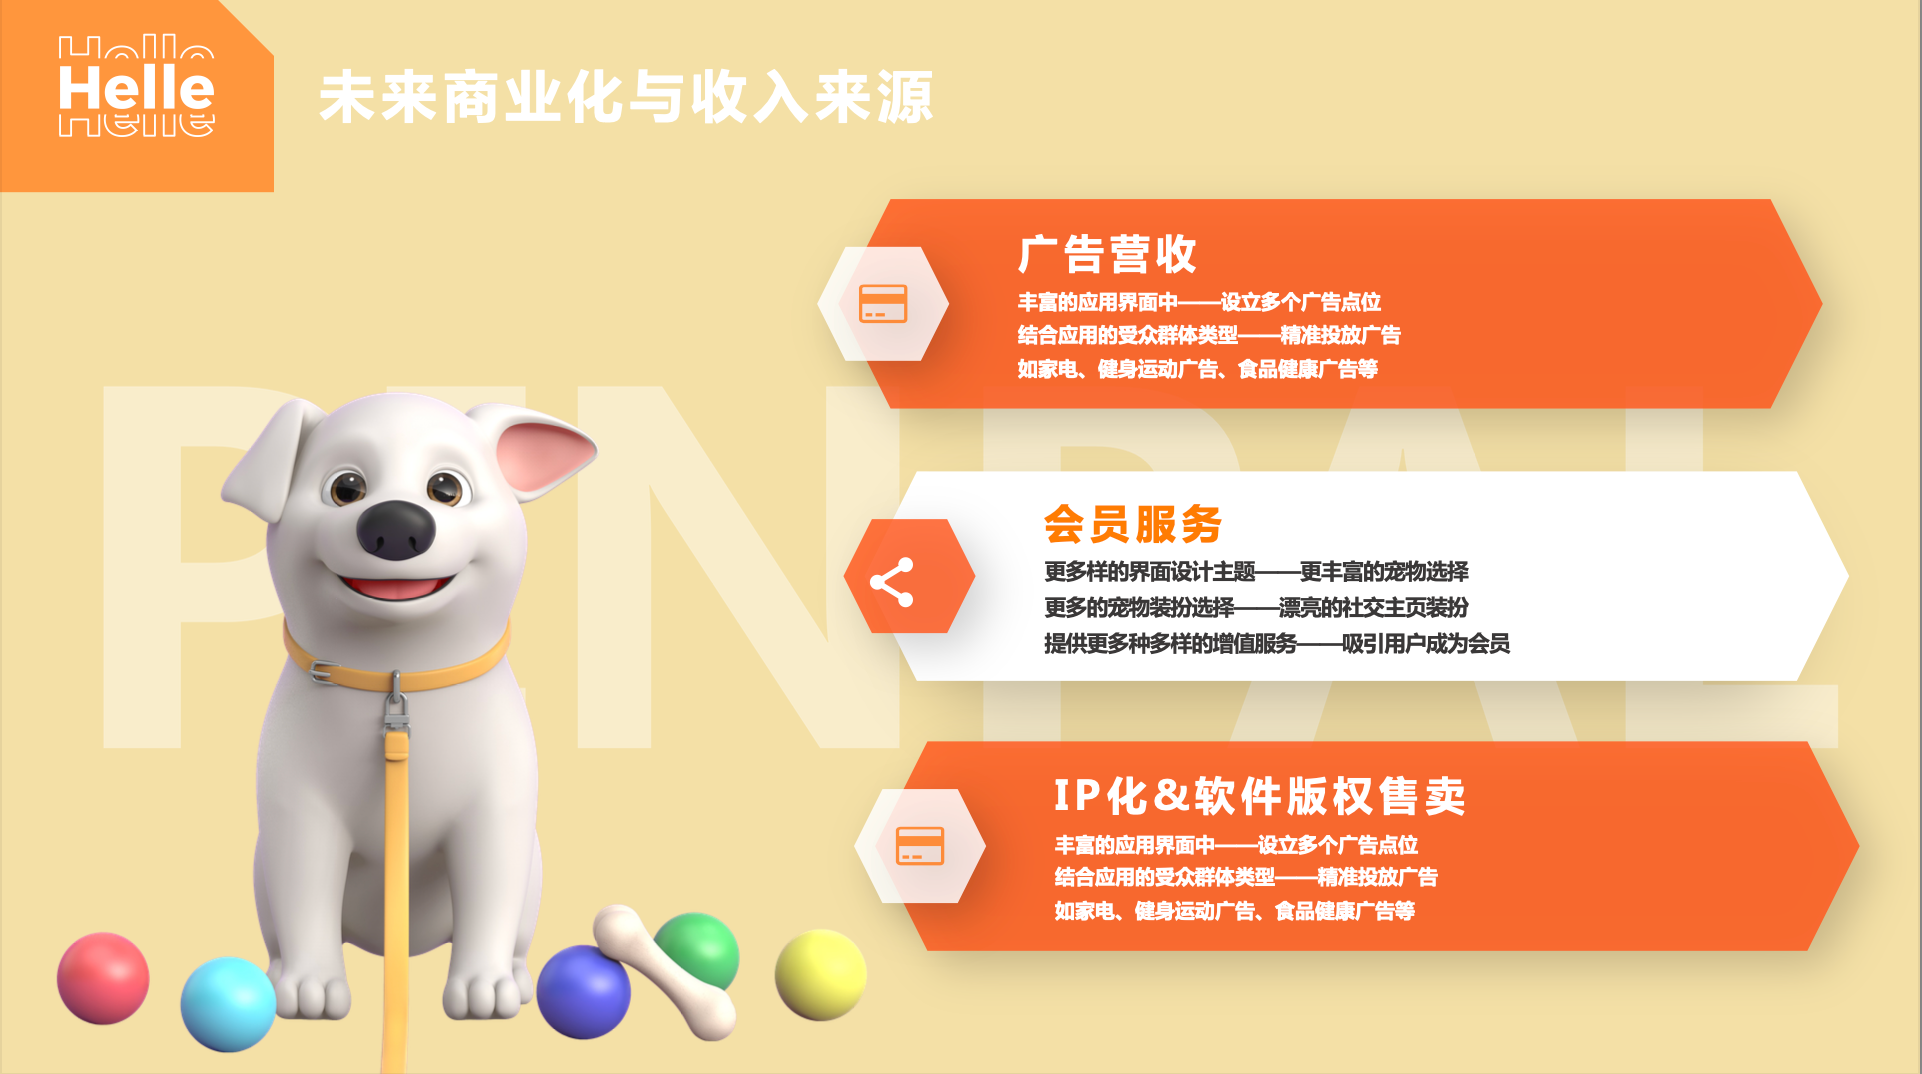 Helle
Helle
Helle
未来商业化与收入来源
PENPAL
广告营收
丰富的应用界面中——设立多个广告点位
结合应用的受众群体类型——精准投放广告
如家电、健身运动广告、食品健康广告等
会员服务
更多样的界面设计主题——更丰富的宠物选择
更多的宠物装扮选择——漂亮的社交主页装扮
提供更多种多样的增值服务——吸引用户成为会员
IP化&软件版权售卖
丰富的应用界面中——设立多个广告点位
结合应用的受众群体类型——精准投放广告
如家电、健身运动广告、食品健康广告等